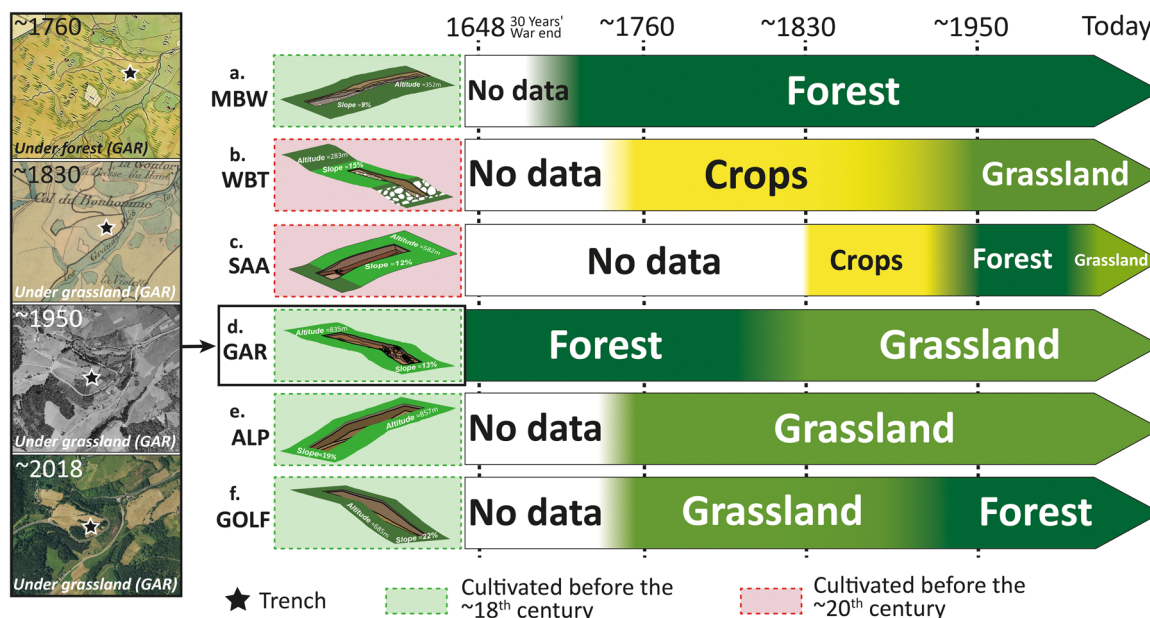 ~1760
Under forest (GAR)
~1830
Col du Bonhomme
Under grassland (GAR)
~1950
Under grassland (GAR)
~2018
Under grassland (GAR)
1648 30 Years' War end ~1760 ~1830 ~1950 Today
a. MBW
Altitude ≈352m
Slope ≈9%
No data Forest
b. WBT
Altitude ≈283m
Slope ≈15%
No data Crops Grassland
c. SAA
Altitude ≈582m
Slope ≈12%
No data Crops Forest Grassland
d. GAR
Altitude ≈835m
Slope ≈13%
Forest Grassland
e. ALP
Altitude ≈857m
Slope≈19%
No data Grassland
f. GOLF
Altitude ≈685m
Slope ≈22%
No data Grassland Forest
Trench
Cultivated before the
~18th century
Cultivated before the
~20th century